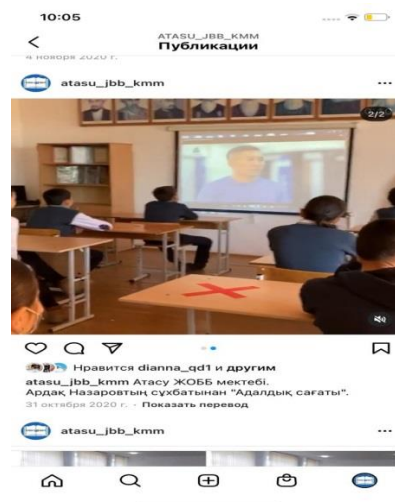 10:05
ATASU_JBB_KMM
Публикации
4 ноября 2020 г.
atasu_jbb_kmm
2/2
Нравится dianna_qd1 и другим
atasu_jbb_kmm Атасу ЖОББ мектебі.
Ардақ Назаровтың сұхбатынан "Адалдық сағаты".
31 октября 2020 г. · Показать перевод
atasu_jbb_kmm